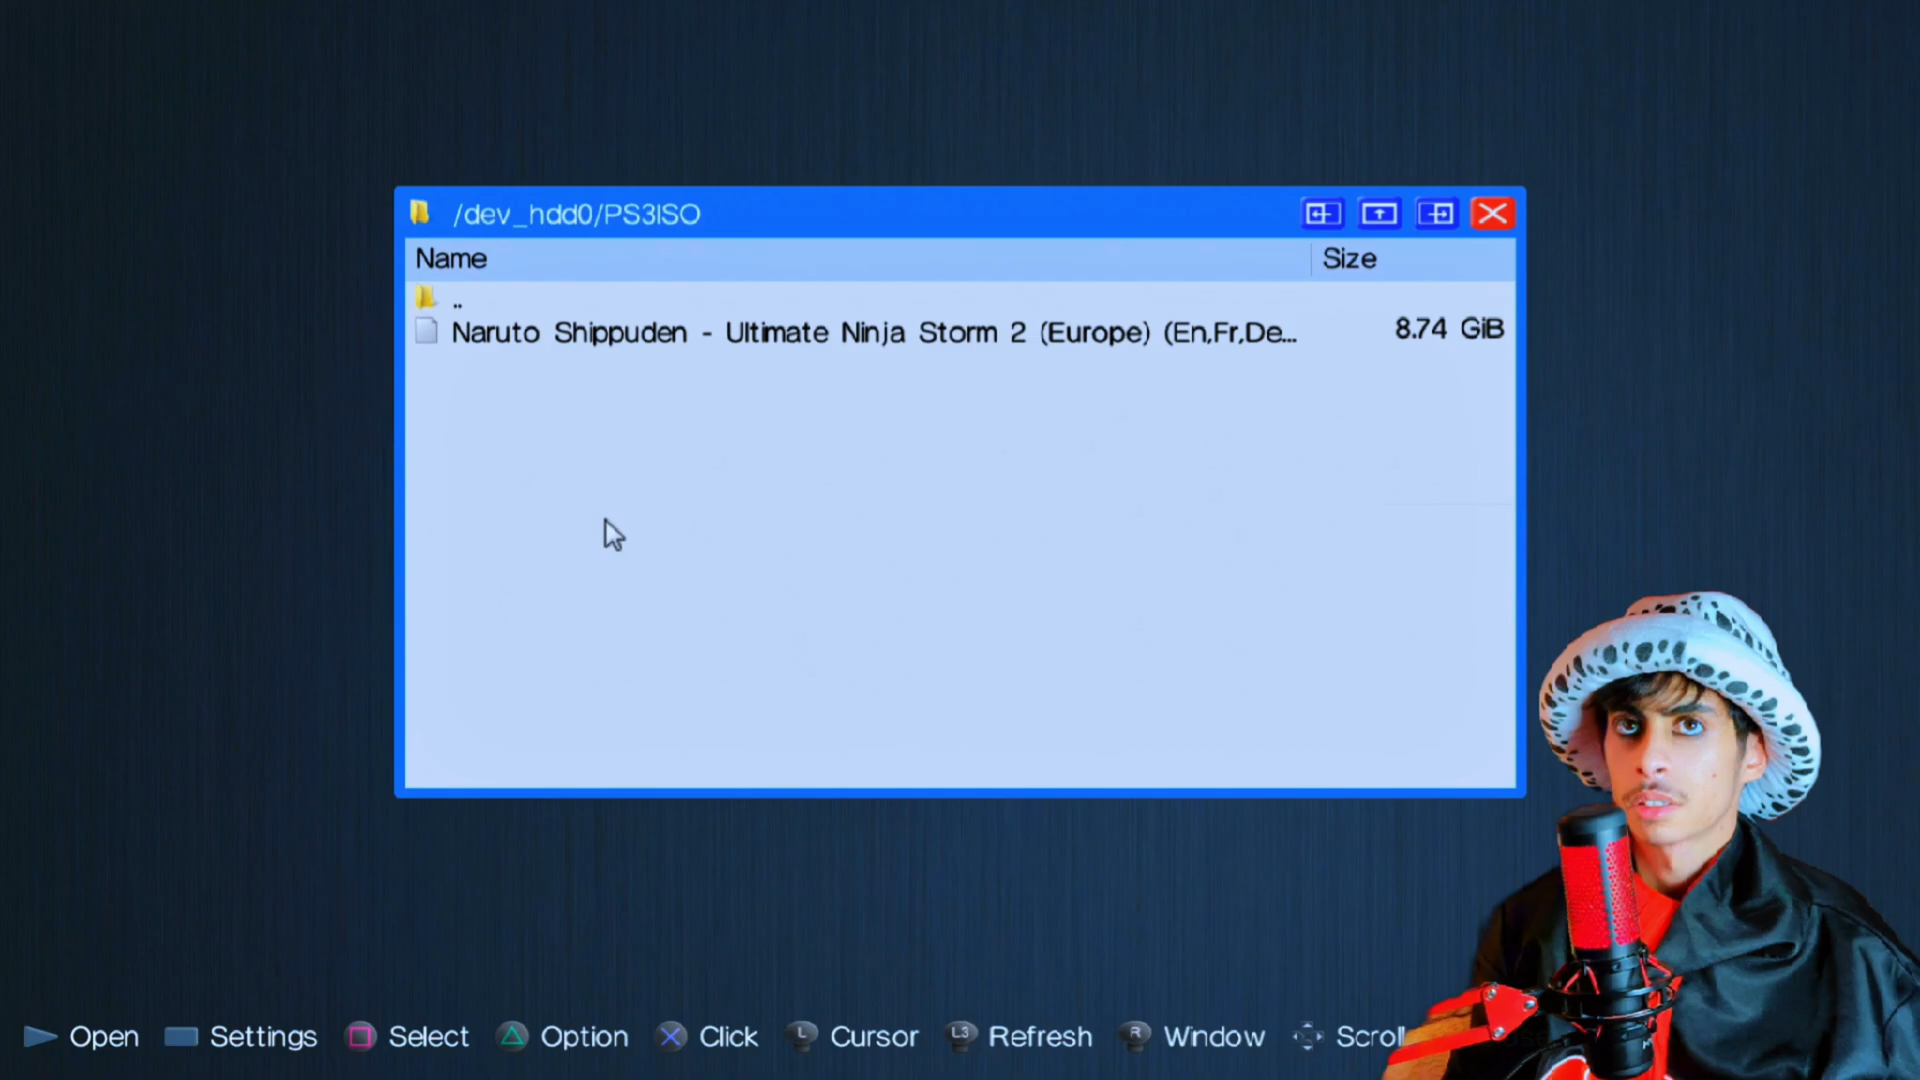 /dev_hdd0/PS3ISO
Name Size
..
Naruto Shippuden - Ultimate Ninja Storm 2 (Europe) (En,Fr,De... 8.74 GiB
Open Settings Select Option Click L Cursor L3 Refresh R Window Scroll